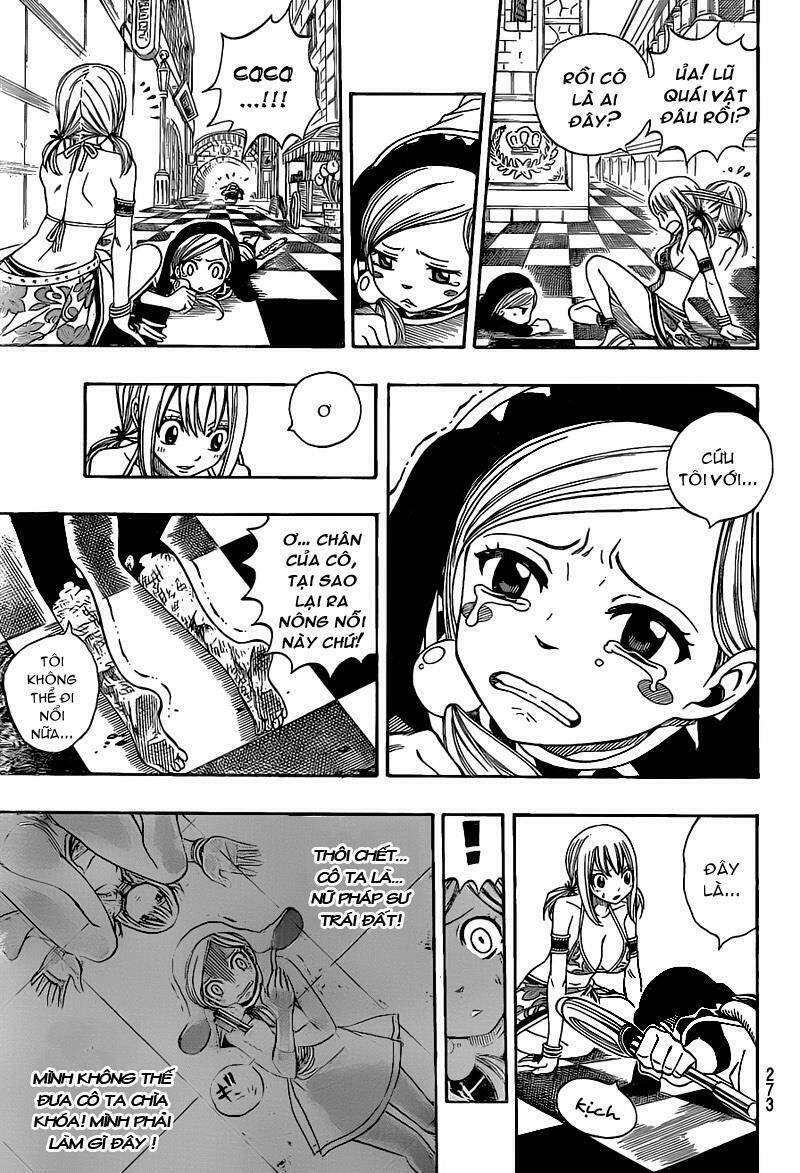 ỦA! LŨ
QUÁI VẬT
ĐÂU RỒI?
RỒI CÔ
LÀ AI
ĐÂY?
CACA
...!!!
CỨU
TÔI VỚI...
Ơ
Ơ... CHÂN
CỦA CÔ,
TẠI SAO
LẠI RA
NÔNG NỖI
NÀY CHỨ!
TÔI
KHÔNG
THỂ ĐI
NỔI
NỮA...
ĐÂY
LÀ...
KỊCH
!
THÔI CHẾT...
CÔ TA LÀ...
NỮ PHÁP SƯ
TRÁI ĐẤT!
MÌNH KHÔNG THẾ
ĐƯA CÔ TA CHÌA
KHÓA! MÌNH PHẢI
LÀM GÌ ĐÂY !
273